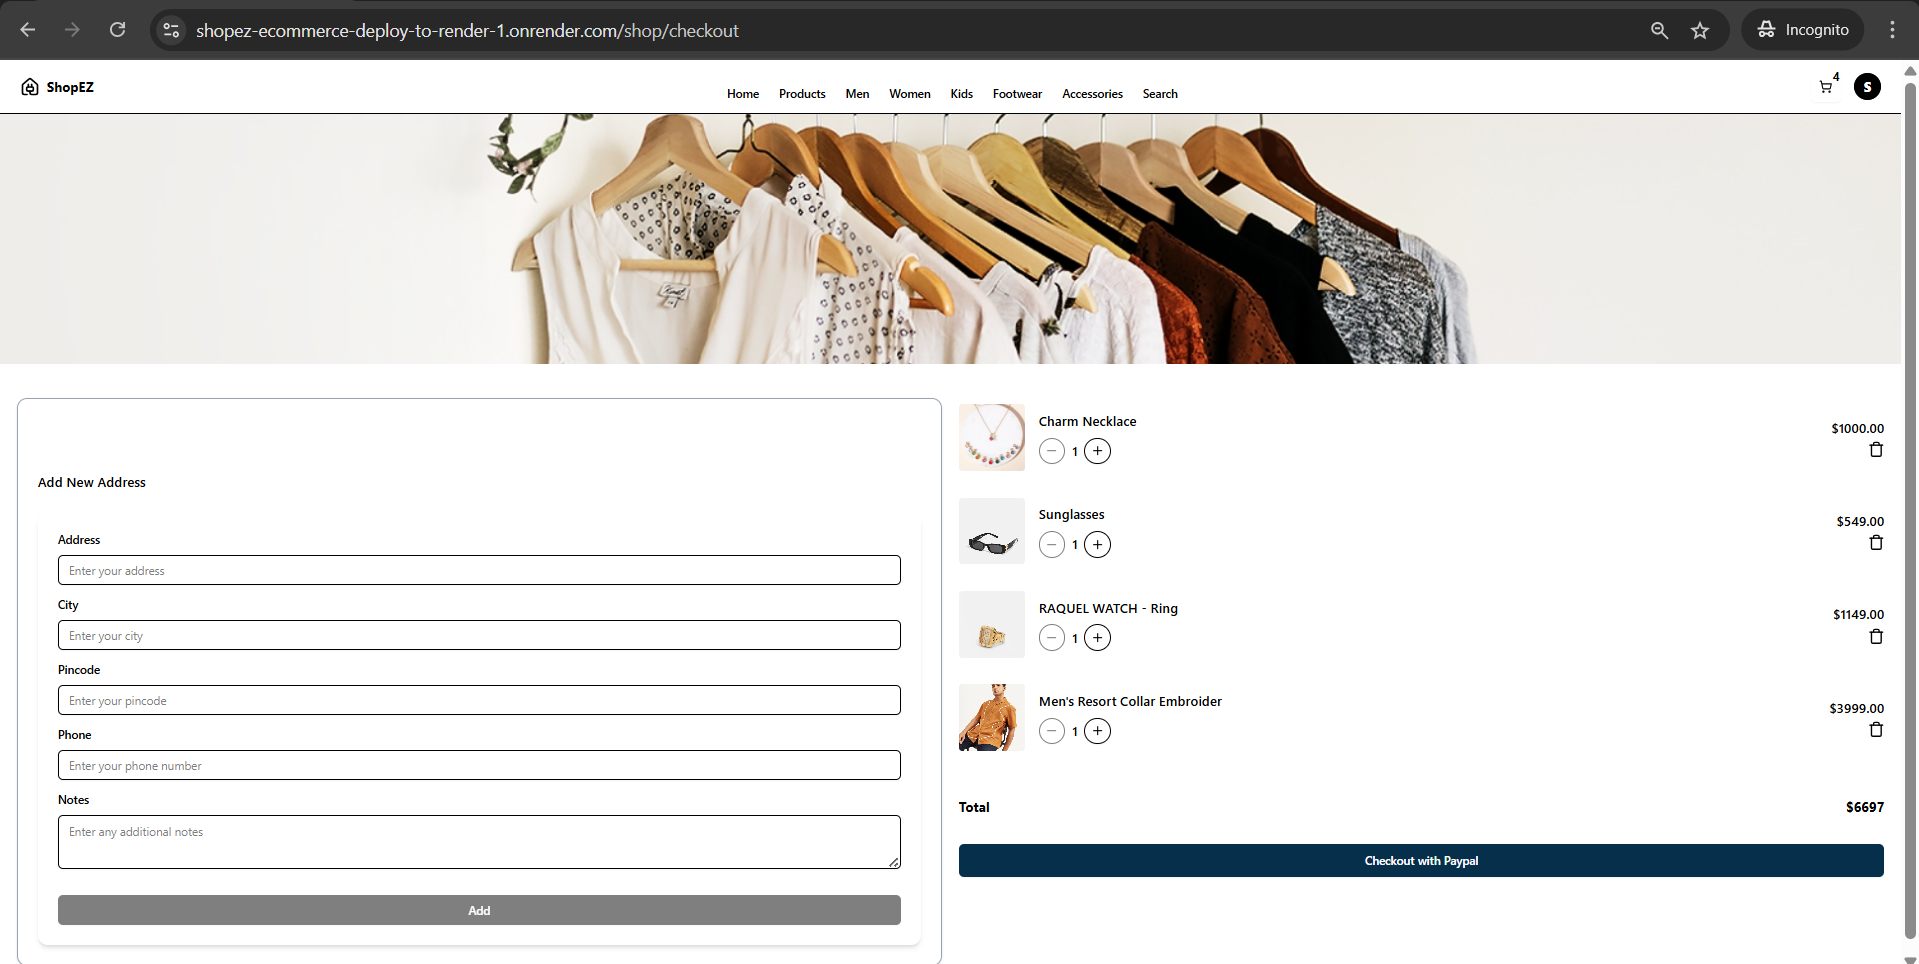 shopez-ecommerce-deploy-to-render-1.onrender.com/shop/checkout
Incognito
ShopEZ
Home Products Men Women Kids Footwear Accessories Search
4
S
Add New Address
Address
Enter your address
City
Enter your city
Pincode
Enter your pincode
Phone
Enter your phone number
Notes
Enter any additional notes
Add
Charm Necklace
1
$1000.00
Sunglasses
1
$549.00
RAQUEL WATCH - Ring
1
$1149.00
Men's Resort Collar Embroider
1
$3999.00
Total
$6697
Checkout with Paypal